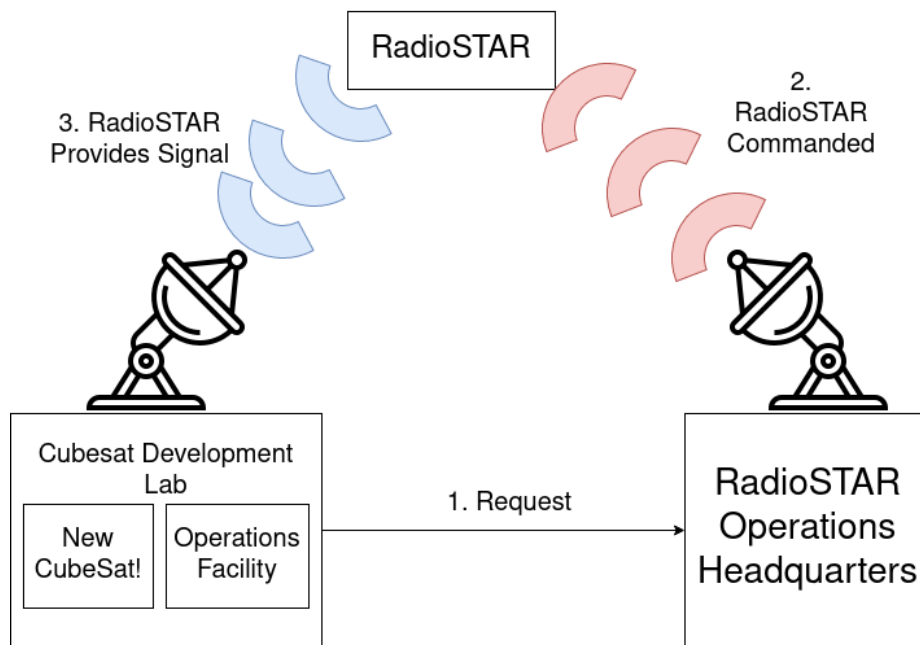 RadioSTAR
3. RadioSTAR
Provides Signal
2.
RadioSTAR
Commanded
Cubesat Development
Lab
New
CubeSat!
Operations
Facility
1. Request
RadioSTAR
Operations
Headquarters